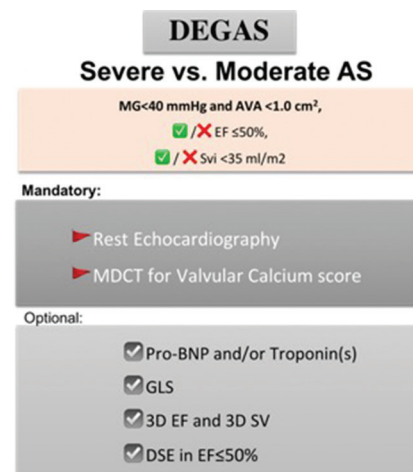 DEGAS
Severe vs. Moderate AS
MG<40 mmHg and AVA <1.0 cm²,
✅/❌ EF ≤50%,
✅ / ❌ Svi <35 ml/m2
Mandatory:
Rest Echocardiography
MDCT for Valvular Calcium score
Optional:
Pro-BNP and/or Troponin(s)
GLS
3D EF and 3D SV
DSE in EF≤50%